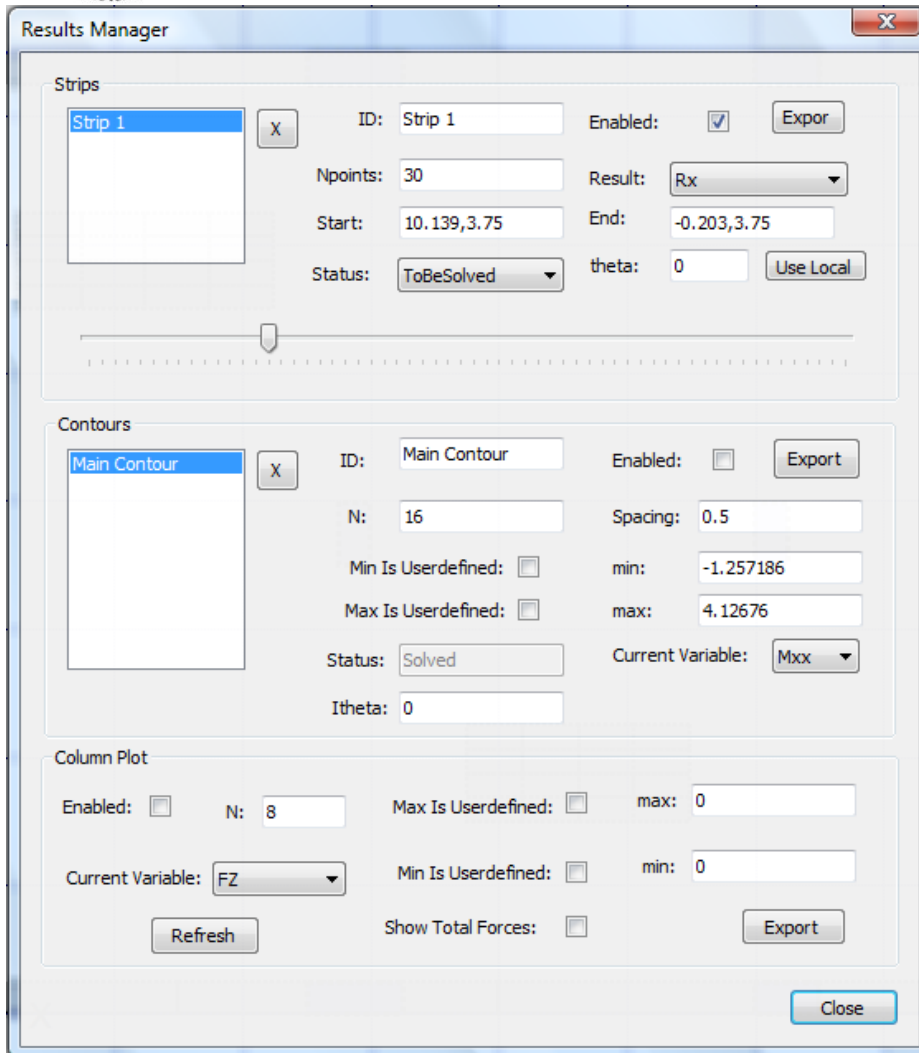 Results Manager
Strips
Strip 1
X
ID: Strip 1
Enabled:
Expor
Npoints: 30
Result: Rx
Start: 10.139,3.75
End: -0.203,3.75
Status: ToBeSolved
theta: 0
Use Local
Contours
Main Contour
X
ID: Main Contour
Enabled:
Export
N: 16
Spacing: 0.5
Min Is Userdefined:
min: -1.257186
Max Is Userdefined:
max: 4.12676
Status: Solved
Current Variable: Mxx
Itheta: 0
Column Plot
Enabled:
N: 8
Max Is Userdefined:
max: 0
Current Variable: FZ
Min Is Userdefined:
min: 0
Refresh
Show Total Forces:
Export
Close